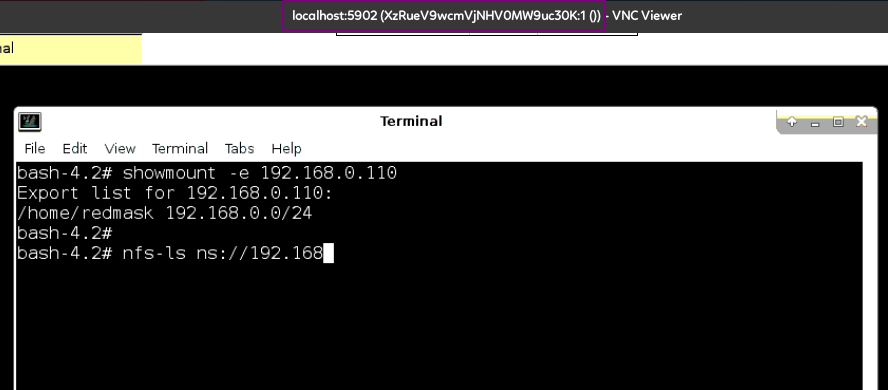 localhost:5902 (XzRueV9wcmVjNHV0MW9uc30K:1 ()) - VNC Viewer
nal
Terminal
File Edit View Terminal Tabs Help
bash-4.2# showmount -e 192.168.0.110
Export list for 192.168.0.110:
/home/redmask 192.168.0.0/24
bash-4.2#
bash-4.2# nfs-ls ns://192.168